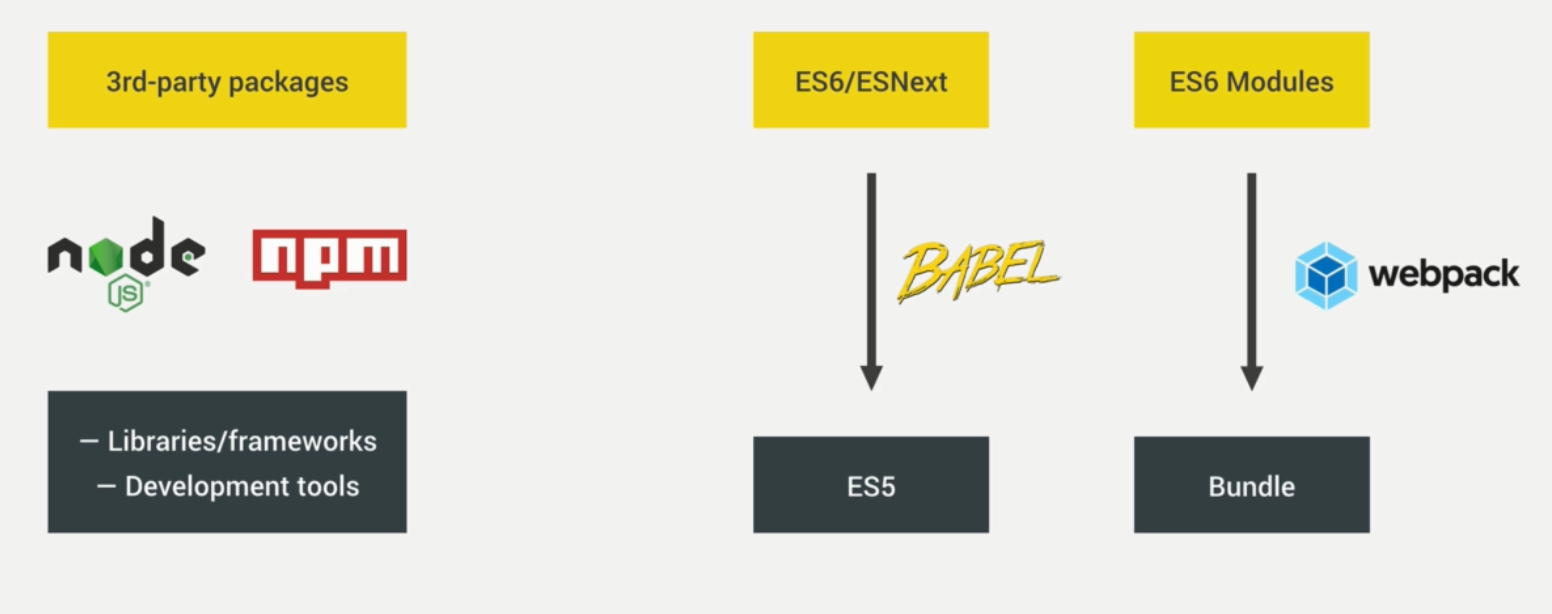 3rd-party packages
ES6/ESNext
ES6 Modules
node
JS
npm
BABEL
webpack
— Libraries/frameworks
— Development tools
ES5
Bundle